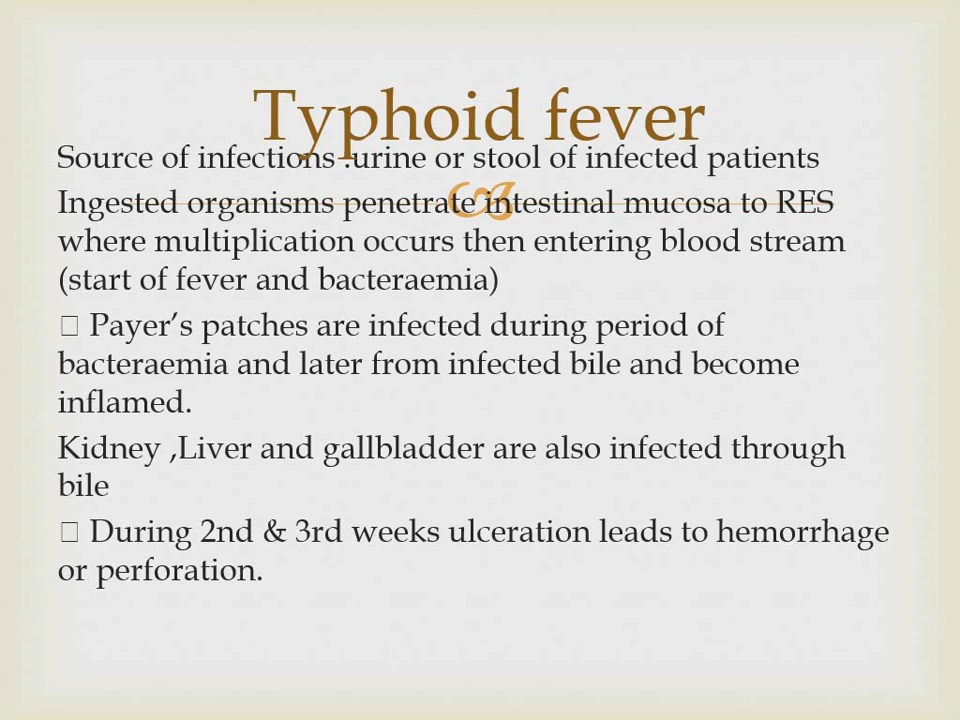 Typhoid fever
Source of infections :urine or stool of infected patients
Ingested organisms penetrate intestinal mucosa to RES
where multiplication occurs then entering blood stream
(start of fever and bacteraemia)
□ Payer’s patches are infected during period of
bacteraemia and later from infected bile and become
inflamed.
Kidney ,Liver and gallbladder are also infected through
bile
□ During 2nd & 3rd weeks ulceration leads to hemorrhage
or perforation.